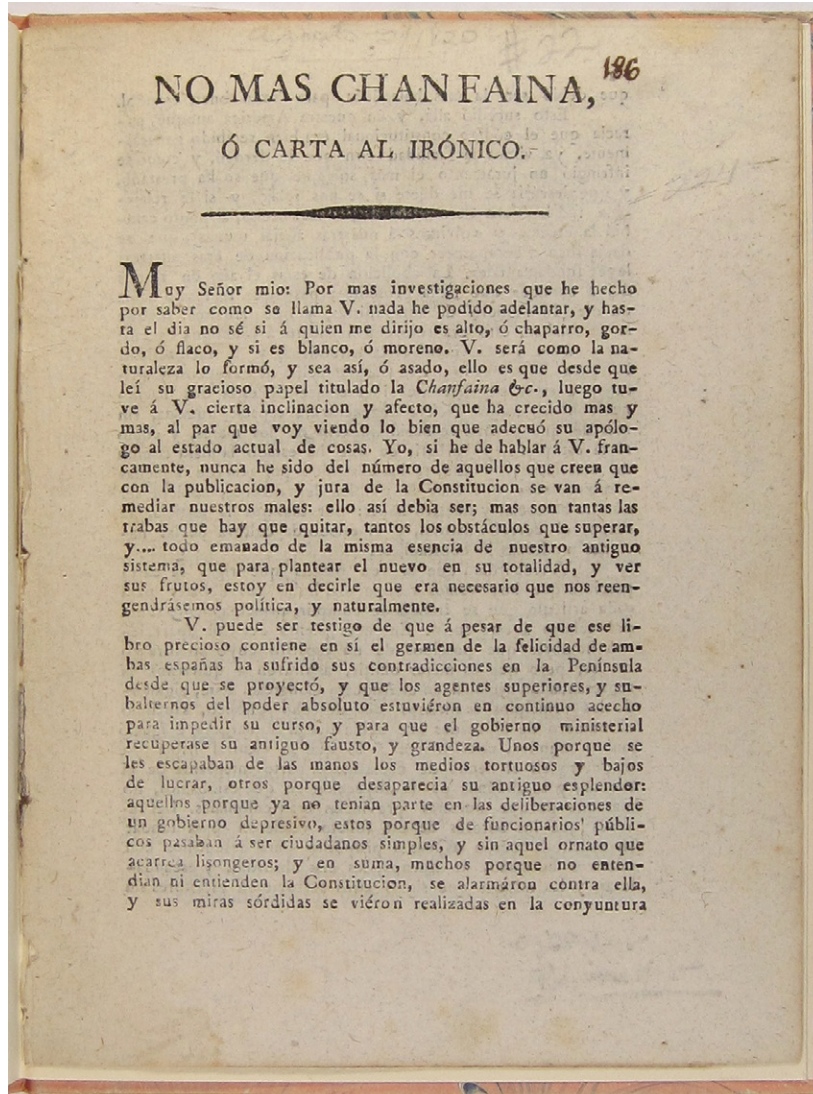 186
NO MAS CHANFAINA,
Ó CARTA AL IRÓNICO.
Muy Señor mio: Por mas investigaciones que he hecho
por saber como se llama V. nada he podido adelantar, y has-
ta el dia no sé si á quien me dirijo es alto, ó chaparro, gor-
do, ó flaco, y si es blanco, ó moreno. V. será como la na-
turaleza lo formó, y sea así, ó asado, ello es que desde que
leí su gracioso papel titulado la Chanfaina &c., luego tu-
ve á V. cierta inclinacion y afecto, que ha crecido mas y
mas, al par que voy viendo lo bien que adecuó su apólo-
go al estado actual de cosas. Yo, si he de hablar á V. fran-
camente, nunca he sido del número de aquellos que creen que
con la publicacion, y jura de la Constitucion se van á re-
mediar nuestros males: ello así debia ser; mas son tantas las
trabas que hay que quitar, tantos los obstáculos que superar,
y.... todo emanado de la misma esencia de nuestro antiguo
sistema, que para plantear el nuevo en su totalidad, y ver
sus frutos, estoy en decirle que era necesario que nos reen-
gendrásemos política, y naturalmente.
V. puede ser testigo de que á pesar de que ese li-
bro precioso contiene en sí el germen de la felicidad de am-
bas españas ha sufrido sus contradicciones en la Península
desde que se proyectó, y que los agentes superiores, y su-
balternos del poder absoluto estuviéron en continuo acecho
para impedir su curso, y para que el gobierno ministerial
recuperase su antiguo fausto, y grandeza. Unos porque se
les escapaban de las manos los medios tortuosos y bajos
de lucrar, otros porque desaparecia su antiguo esplendor:
aquellos porque ya no tenian parte en las deliberaciones de
un gobierno depresivo, estos porque de funcionarios' públi-
cos pasaban á ser ciudadanos simples, y sin aquel ornato que
acarrea lisongeros; y en suma, muchos porque no enten-
dian ni entienden la Constitucion, se alarmáron contra ella,
y sus miras sórdidas se viéron realizadas en la conyuntura